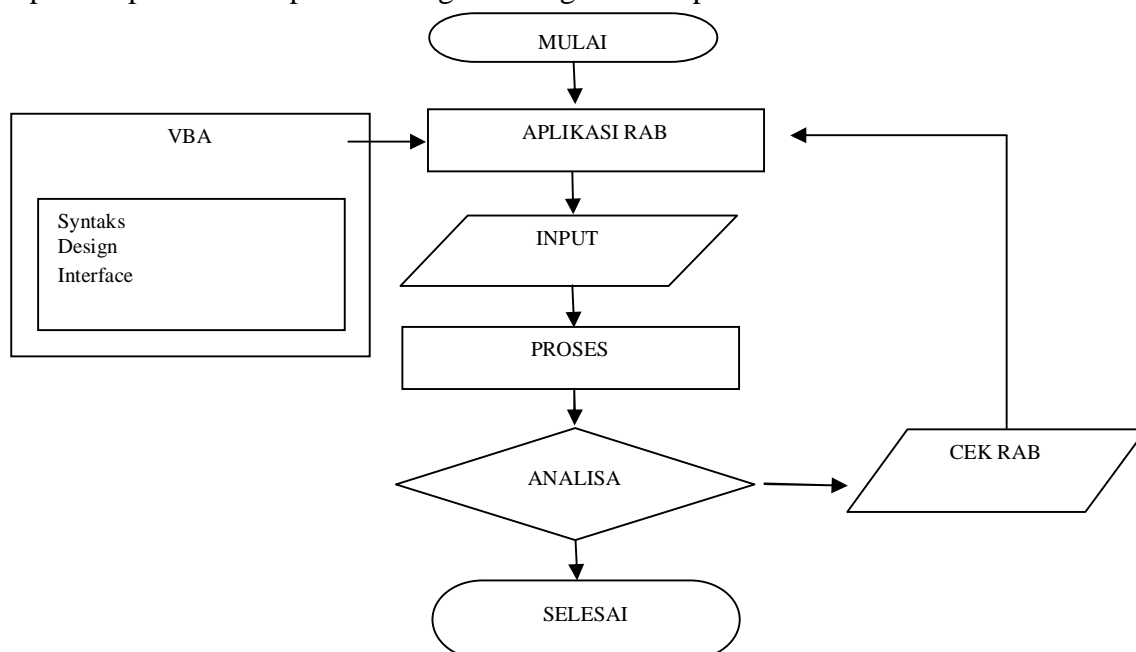 MULAI
VBA
APLIKASI RAB
Syntaks
Design
Interface
INPUT
PROSES
ANALISA
CEK RAB
SELESAI